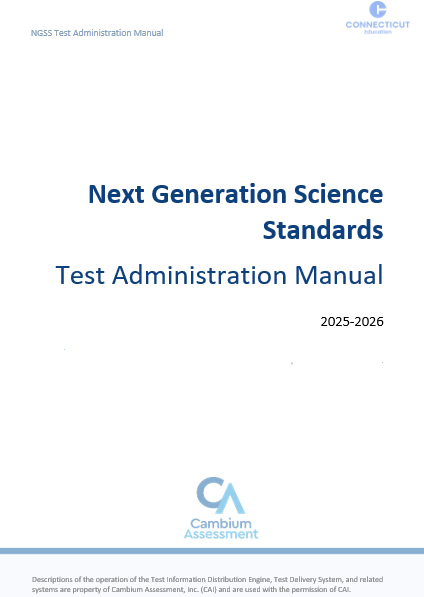 NGSS Test Administration Manual
CONNECTICUT
Education
Next Generation Science
Standards
Test Administration Manual
2025-2026
CA
Cambium
Assessment
Descriptions of the operation of the Test Information Distribution Engine, Test Delivery System, and related
systems are property of Cambium Assessment, Inc. (CAI) and are used with the permission of CAI.